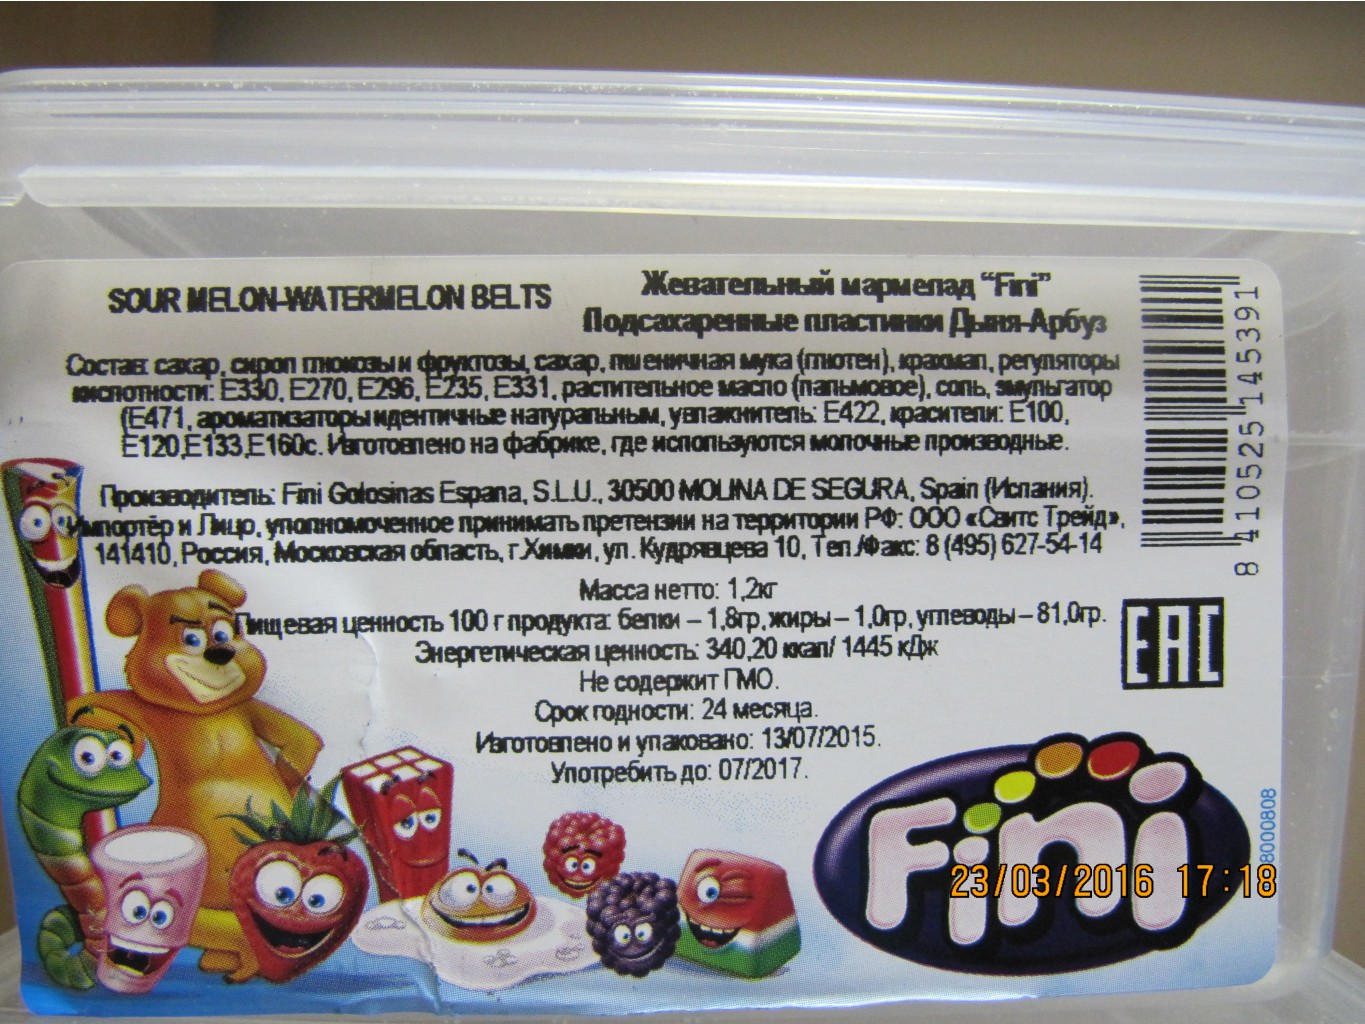 SOUR MELON-WATERMELON BELTS
Жевательный мармелад "Fini"
Подсахаренные пластинки Дыня-Арбуз
Состав: сахар, сироп глюкозы и фруктозы, сахар, пшеничная мука (глютен), крахмал, регуляторы
кислотности: E330, E270, E296, E235, E331, растительное масло (пальмовое), соль, эмульгатор
(E471, ароматизаторы идентичные натуральным, увлажнитель: E422, красители: E100,
E120,E133,E160c. Изготовлено на фабрике, где используются молочные производные.
Производитель: Fini Golosinas Espana, S.L.U., 30500 MOLINA DE SEGURA, Spain (Испания).
Импортёр и Лицо, уполномоченное принимать претензии на территории РФ: ООО «Свитс Трейд»,
141410, Россия, Московская область, г.Химки, ул. Кудрявцева 10, Тел./Факс: 8 (495) 627-54-14
Масса нетто: 1,2кг
Пищевая ценность 100 г продукта: белки – 1,8гр,жиры – 1,0гр, углеводы – 81,0гр.
Энергетическая ценность: 340,20 ккал/ 1445 кДж
Не содержит ГМО.
Срок годности: 24 месяца.
Изготовлено и упаковано: 13/07/2015.
Употребить до: 07/2017.
8 410525 145391
EAC
Fini
8000808
23/03/2016 17:18